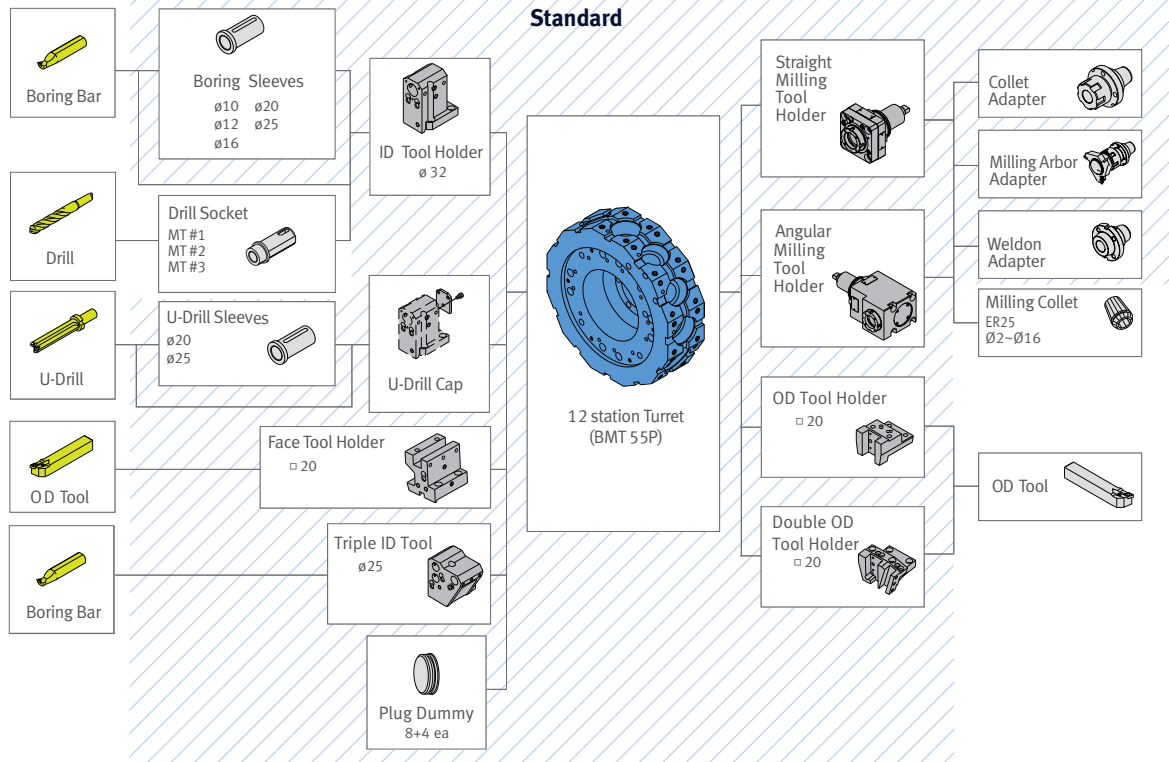 Standard
Boring Bar
Boring Sleeves
ø10 ø20
ø12 ø25
ø16
ID Tool Holder
ø 32
Drill
Drill Socket
MT #1
MT #2
MT #3
U-Drill
U-Drill Sleeves
ø20
ø25
U-Drill Cap
OD Tool
Face Tool Holder
□ 20
Boring Bar
Triple ID Tool
ø25
Plug Dummy
8+4 ea
12 station Turret
(BMT 55P)
Straight
Milling
Tool
Holder
Angular
Milling
Tool
Holder
OD Tool Holder
□ 20
Double OD
Tool Holder
□ 20
Collet
Adapter
Milling Arbor
Adapter
Weldon
Adapter
Milling Collet
ER25
Ø2~Ø16
OD Tool